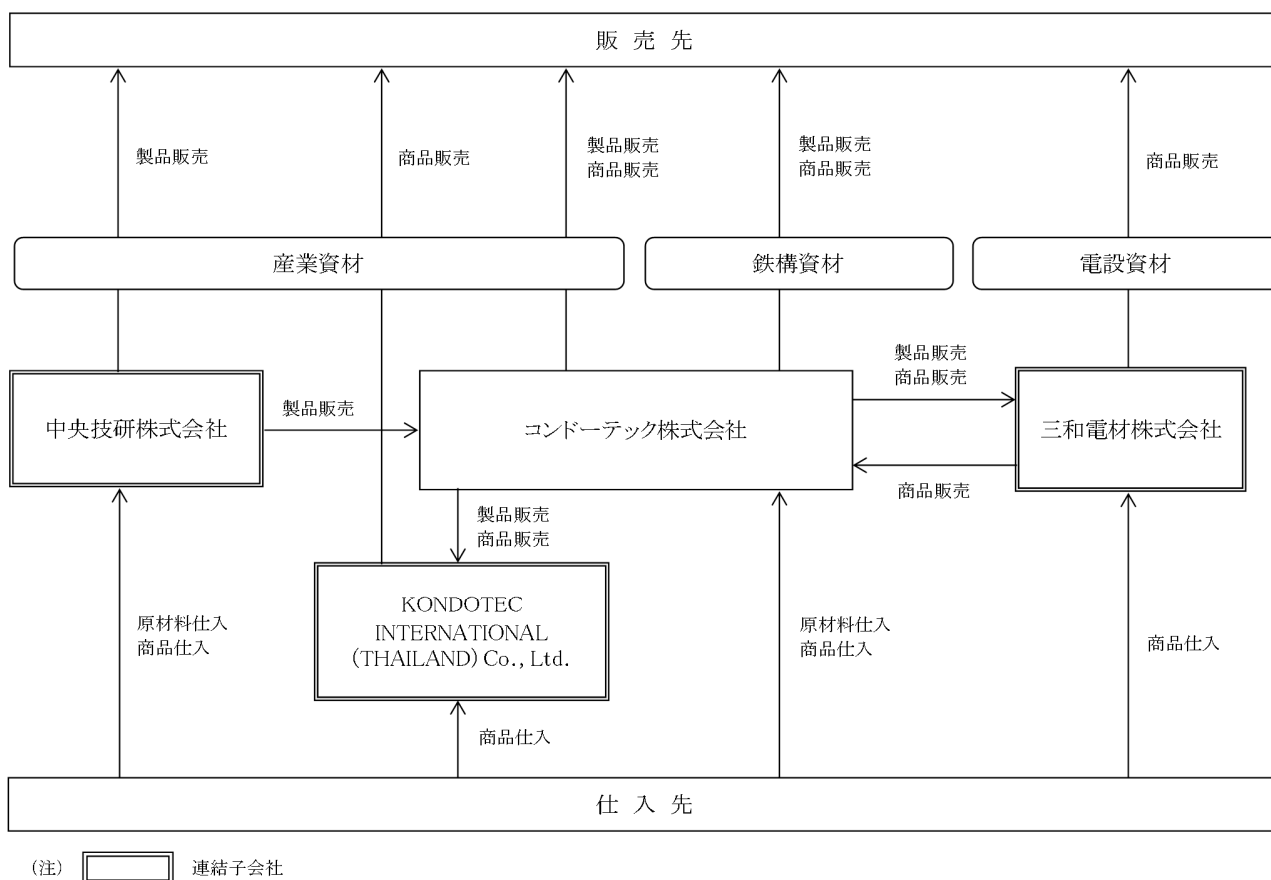 販 売 先
製品販売
商品販売
製品販売
商品販売
製品販売
商品販売
商品販売
産業資材
鉄構資材
電設資材
製品販売
商品販売
中央技研株式会社
製品販売
コンドーテック株式会社
三和電材株式会社
商品販売
製品販売
商品販売
KONDOTEC
INTERNATIONAL
(THAILAND) Co., Ltd.
原材料仕入
商品仕入
原材料仕入
商品仕入
商品仕入
商品仕入
仕 入 先
(注) 連結子会社